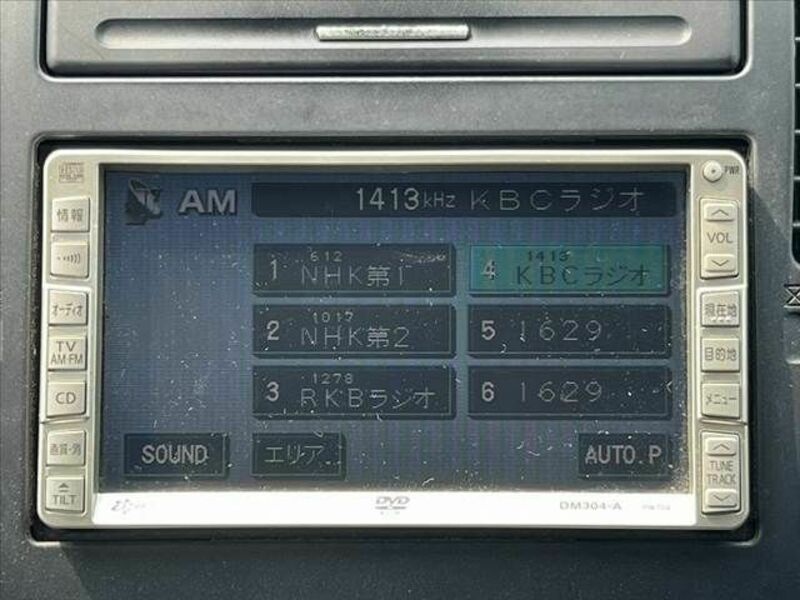 PWR
AM 1413kHz KBCラジオ
情報
VOL
612
1 NHK第1
1413
4 KBCラジオ
オーディオ
現在地
1017
2 NHK第2
5 1629
TV
AM・FM
目的地
1278
3 RKBラジオ
6 1629
CD
メニュー
画質・消
SOUND エリア AUTO.P
TUNE
TRACK
TILT
DVD
DM304-A